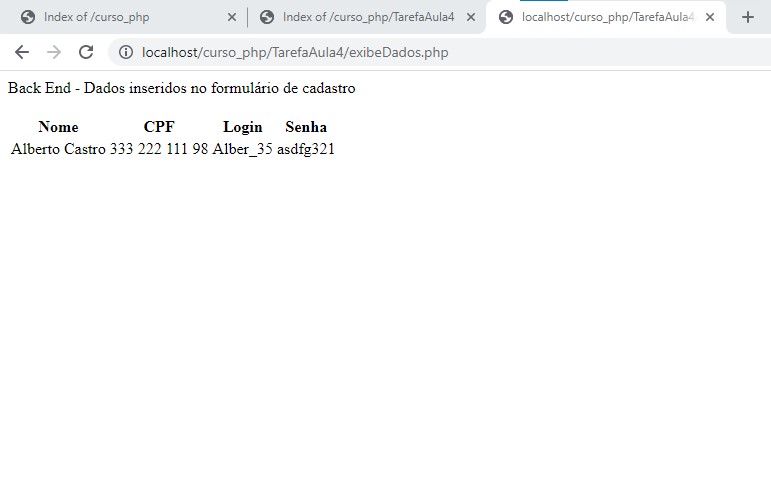 Index of /curso_php
Index of /curso_php/TarefaAula4
localhost/curso_php/TarefaAula4
localhost/curso_php/TarefaAula4/exibeDados.php
Back End - Dados inseridos no formulário de cadastro
Nome CPF Login Senha
Alberto Castro 333 222 111 98 Alber_35 asdfg321